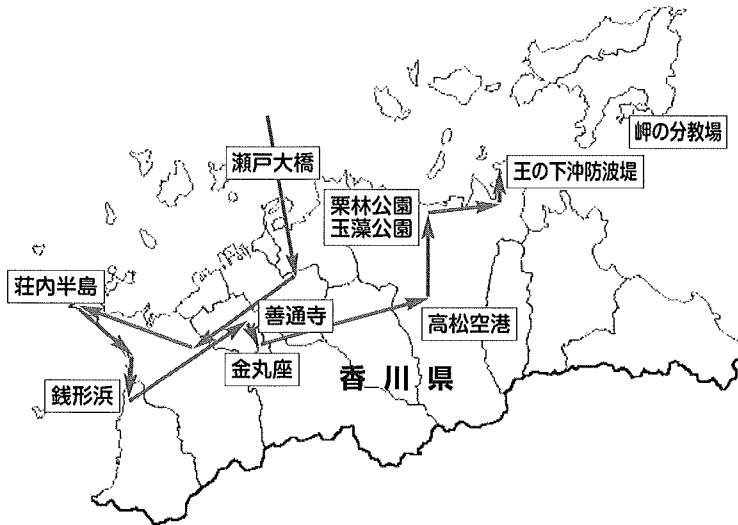 岬の分教場
瀬戸大橋
王の下沖防波堤
栗林公園
玉藻公園
荘内半島
善通寺
高松空港
金丸座
銭形浜
香川県